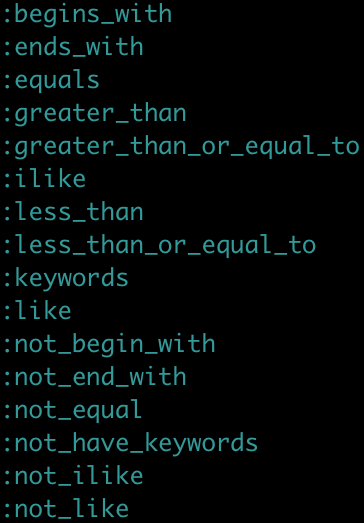 :begins_with
:ends_with
:equals
:greater_than
:greater_than_or_equal_to
:ilike
:less_than
:less_than_or_equal_to
:keywords
:like
:not_begin_with
:not_end_with
:not_equal
:not_have_keywords
:not_ilike
:not_like